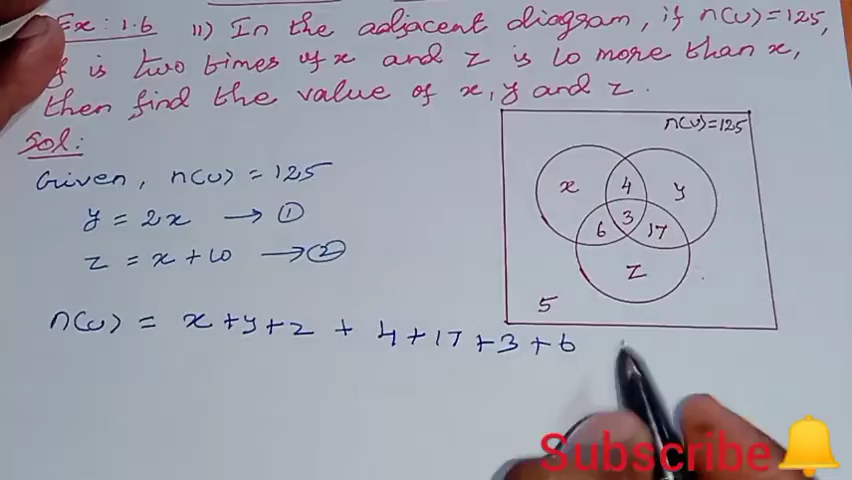 Ex: 1.6 11) In the adjacent diagram, if n(U)=125,
y is two times of x and z is 10 more than x,
then find the value of x, y and z.
Sol:
Given, n(U) = 125
y = 2x → ①
z = x + 10 → ②
n(U) = x + y + z + 4 + 17 + 3 + 6
n(U)=125
x 4 y
6 3 17
z
5
Subscribe